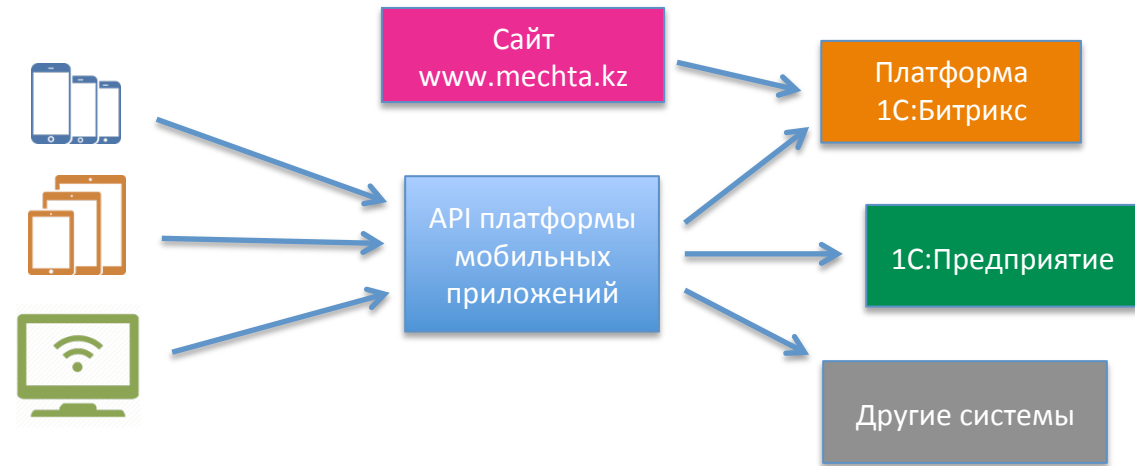 Сайт
www.mechta.kz
Платформа
1С:Битрикс
API платформы
мобильных
приложений
1С:Предприятие
Другие системы